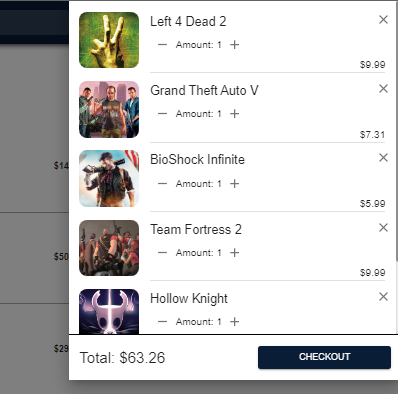 Left 4 Dead 2
Amount: 1
$9.99
Grand Theft Auto V
Amount: 1
$7.31
$14
BioShock Infinite
Amount: 1
$5.99
Team Fortress 2
Amount: 1
$50
$9.99
Hollow Knight
Amount: 1
$29
Total: $63.26
CHECKOUT